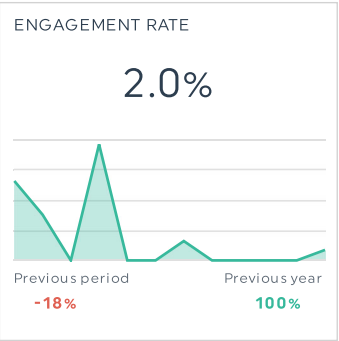 ENGAGEMENT RATE
2.0%
Previous period
Previous year
-18%
100%